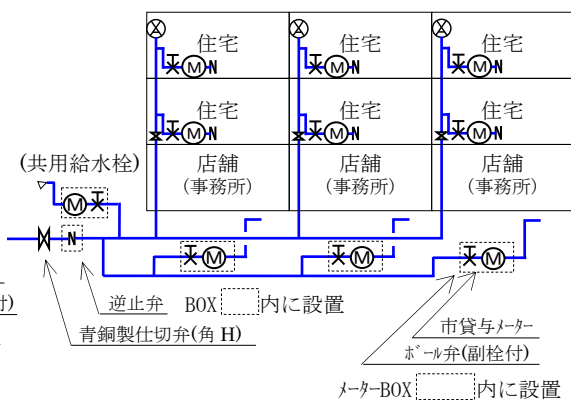 住宅 住宅 住宅
M N M N M N
住宅 住宅 住宅
M N M N M N
店舗 店舗 店舗
(事務所) (事務所) (事務所)
(共用給水栓)
M
N
M M M
逆止弁 BOX 内に設置
付)
青銅製仕切弁(角H)
市貸与メーター
ボール弁(副栓付)
メーターBOX 内に設置